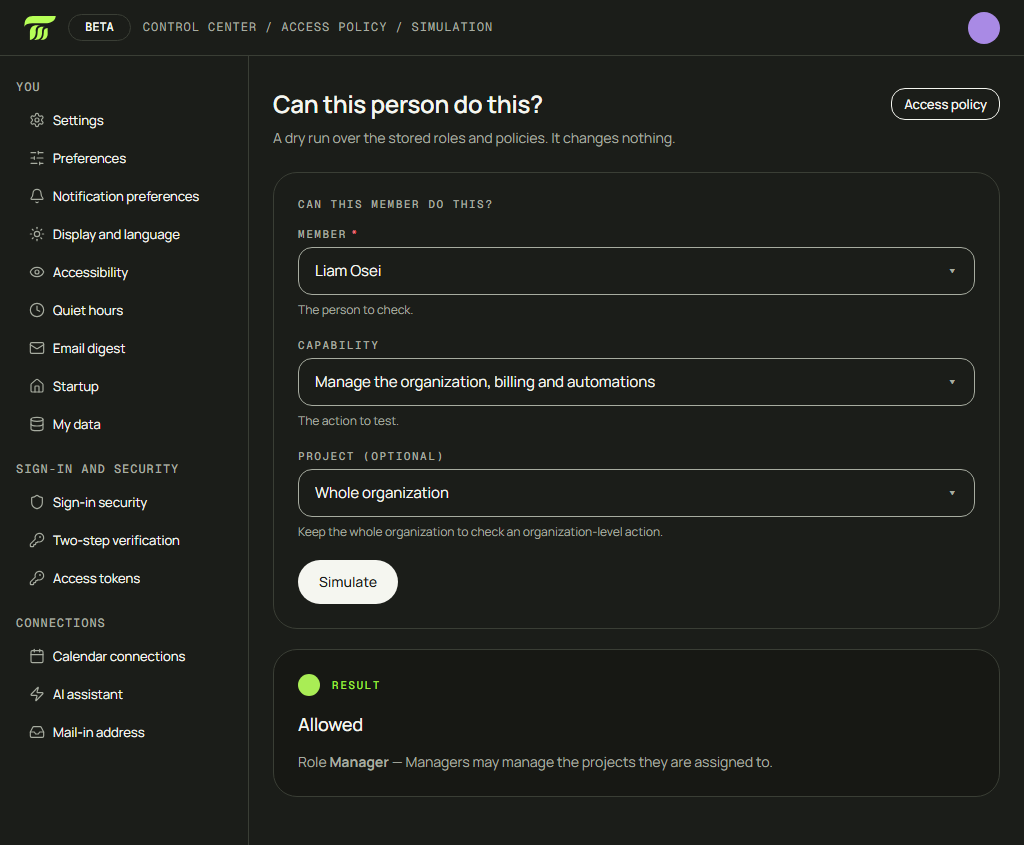 BETA
CONTROL CENTER / ACCESS POLICY / SIMULATION
YOU
Settings
Preferences
Notification preferences
Display and language
Accessibility
Quiet hours
Email digest
Startup
My data
SIGN-IN AND SECURITY
Sign-in security
Two-step verification
Access tokens
CONNECTIONS
Calendar connections
AI assistant
Mail-in address
Can this person do this?
Access policy
A dry run over the stored roles and policies. It changes nothing.
CAN THIS MEMBER DO THIS?
MEMBER *
Liam Osei
The person to check.
CAPABILITY
Manage the organization, billing and automations
The action to test.
PROJECT (OPTIONAL)
Whole organization
Keep the whole organization to check an organization-level action.
Simulate
RESULT
Allowed
Role Manager — Managers may manage the projects they are assigned to.